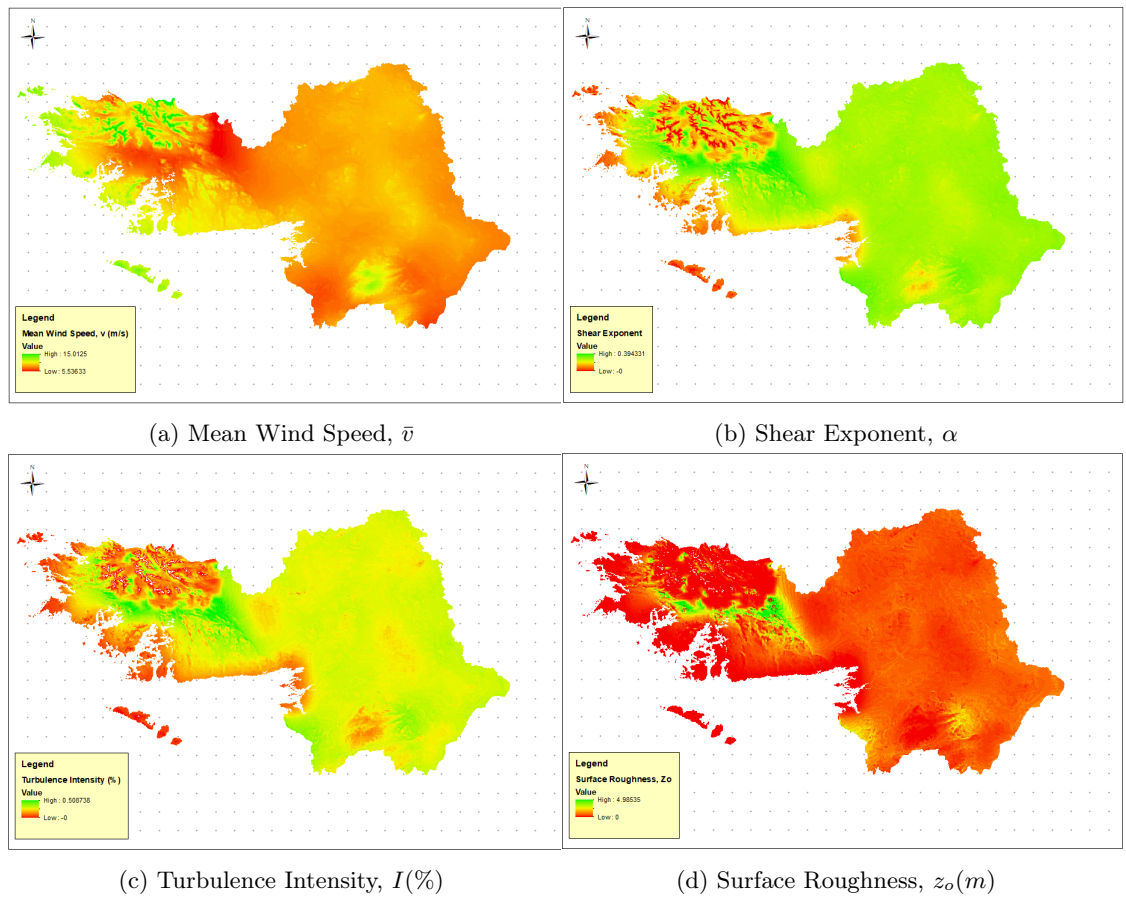 N
Legend
Mean Wind Speed, v (m/s)
Value
High : 15.0125
Low : 5.53633
N
Legend
Shear Exponent
Value
High : 0.394331
Low : -0
(a) Mean Wind Speed, v̄
(b) Shear Exponent, α
N
Legend
Turbulence Intensity (%)
Value
High : 0.508738
Low : -0
N
Legend
Surface Roughness, Zo
Value
High : 4.98535
Low : 0
(c) Turbulence Intensity, I(%)
(d) Surface Roughness, zₒ(m)